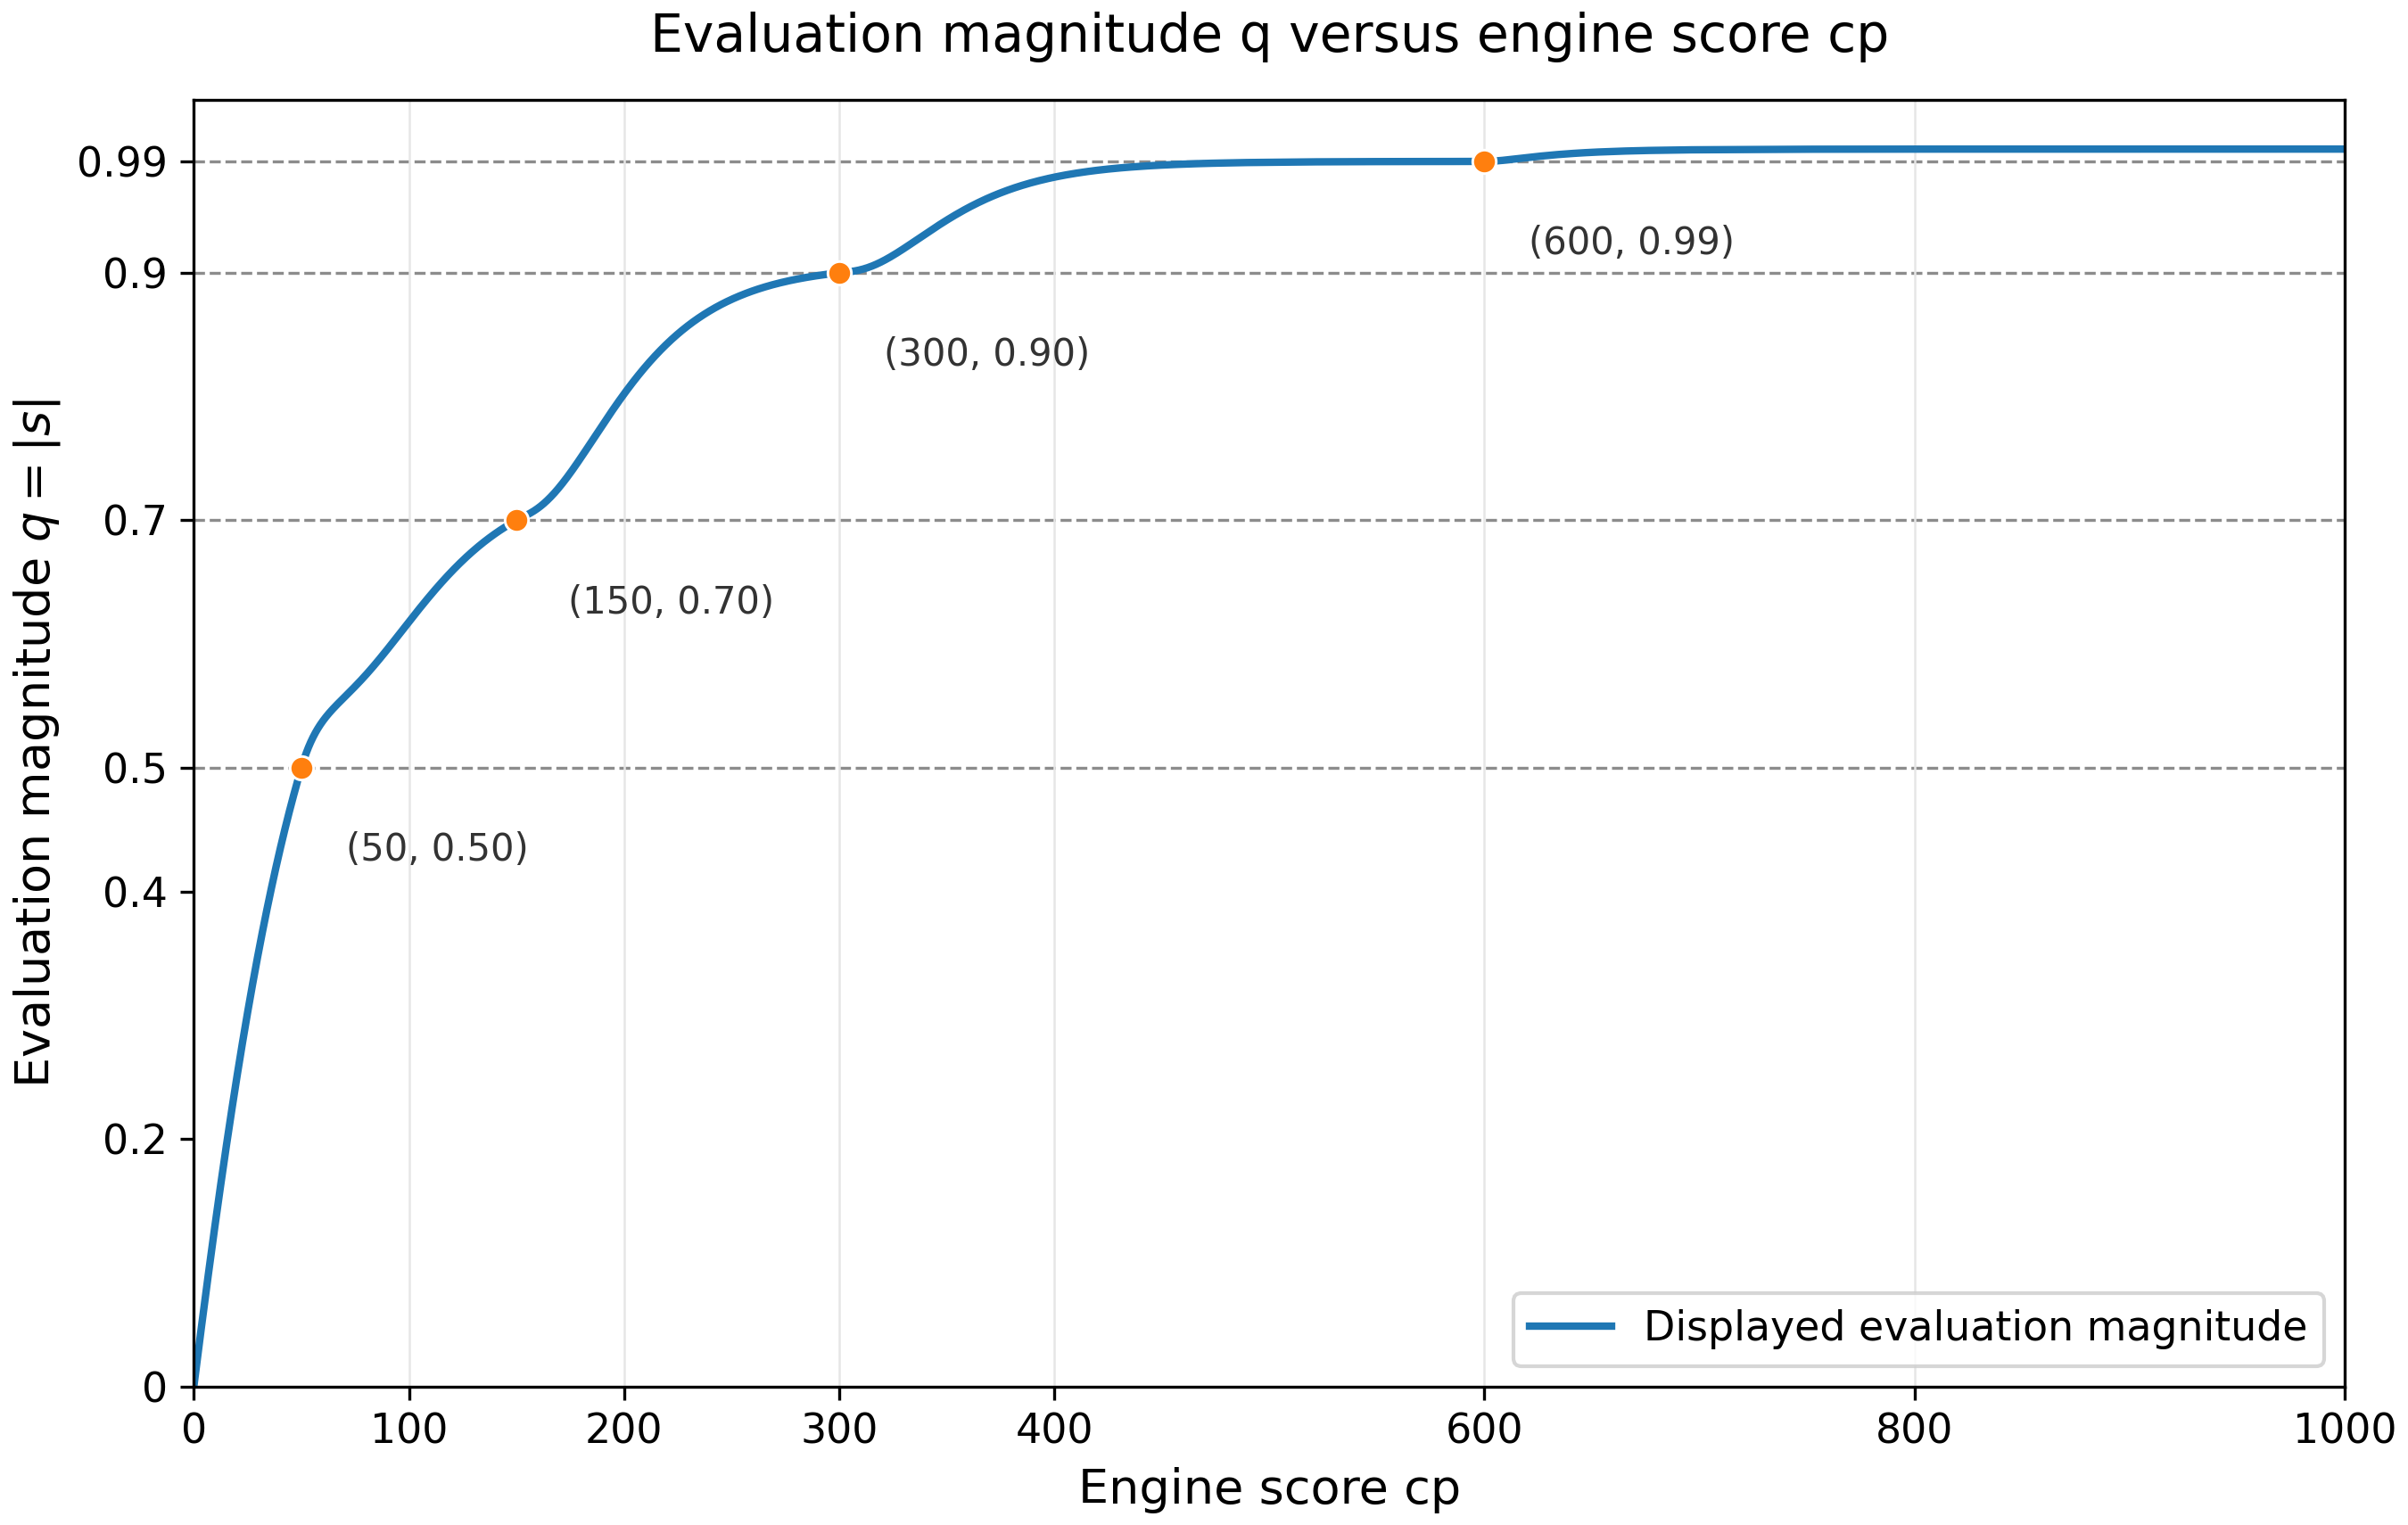 Evaluation magnitude q versus engine score cp
Evaluation magnitude q = |s|
0.99
0.9
0.7
0.5
0.4
0.2
0
(600, 0.99)
(300, 0.90)
(150, 0.70)
(50, 0.50)
Displayed evaluation magnitude
0 100 200 300 400 600 800 1000
Engine score cp